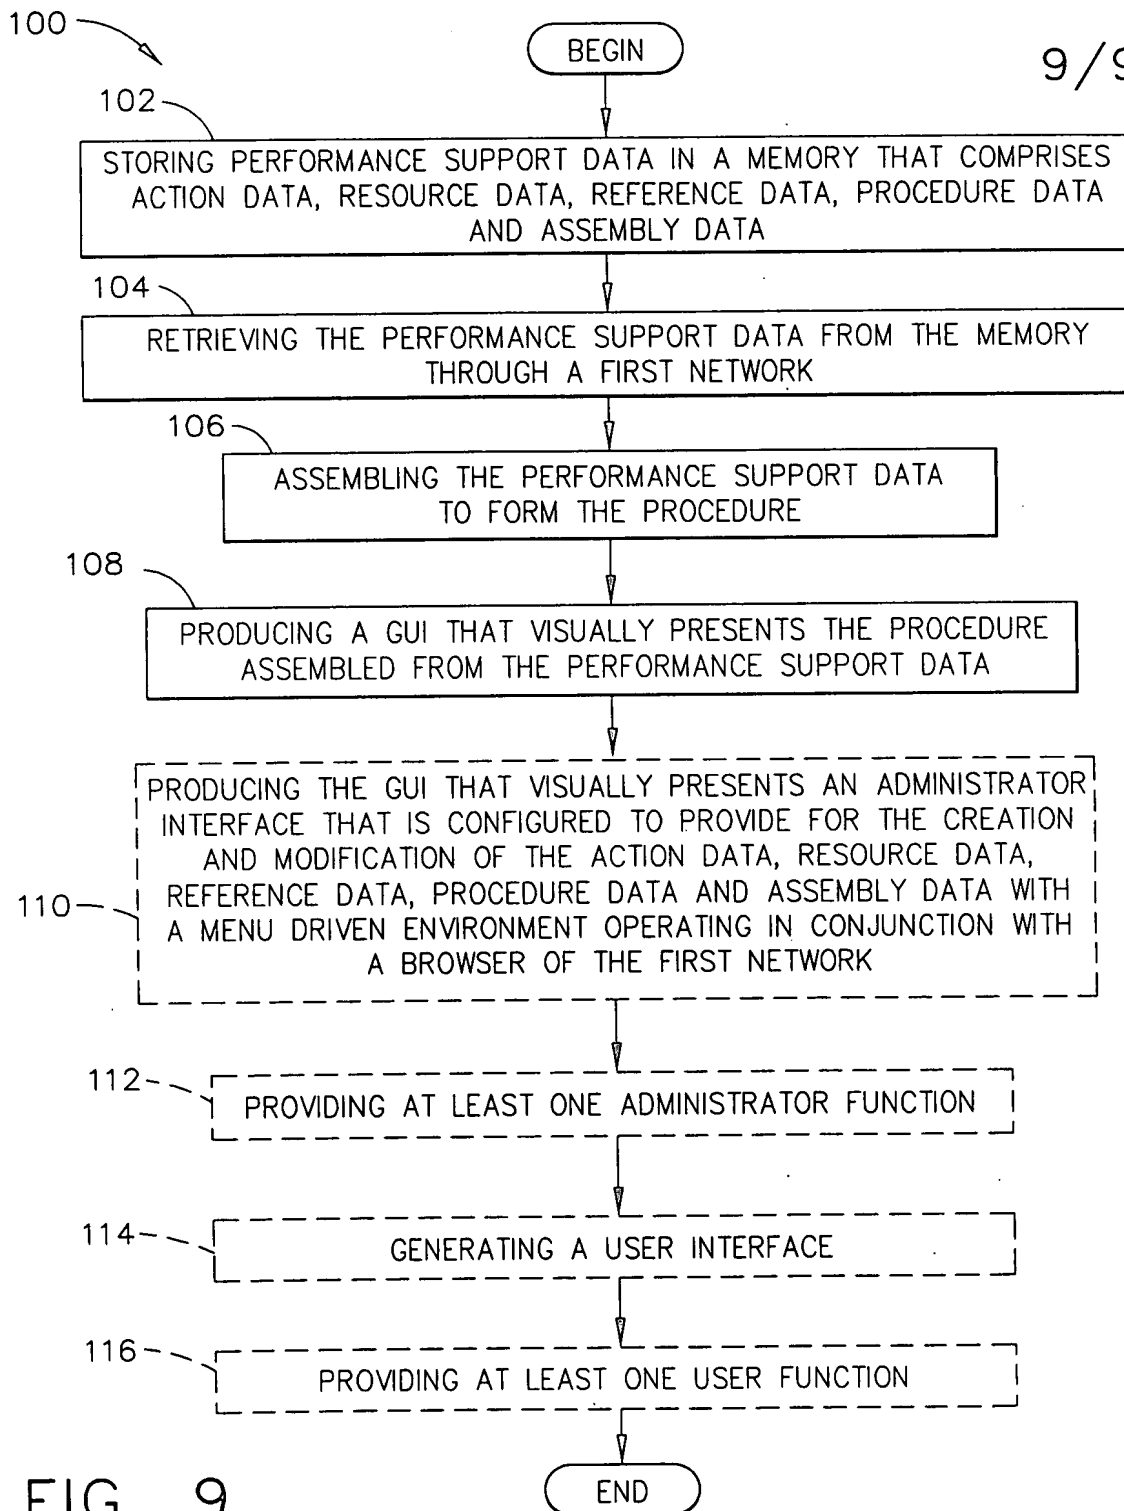 100
BEGIN
9/9
102
STORING PERFORMANCE SUPPORT DATA IN A MEMORY THAT COMPRISES
ACTION DATA, RESOURCE DATA, REFERENCE DATA, PROCEDURE DATA
AND ASSEMBLY DATA
104
RETRIEVING THE PERFORMANCE SUPPORT DATA FROM THE MEMORY
THROUGH A FIRST NETWORK
106
ASSEMBLING THE PERFORMANCE SUPPORT DATA
TO FORM THE PROCEDURE
108
PRODUCING A GUI THAT VISUALLY PRESENTS THE PROCEDURE
ASSEMBLED FROM THE PERFORMANCE SUPPORT DATA
110
PRODUCING THE GUI THAT VISUALLY PRESENTS AN ADMINISTRATOR
INTERFACE THAT IS CONFIGURED TO PROVIDE FOR THE CREATION
AND MODIFICATION OF THE ACTION DATA, RESOURCE DATA,
REFERENCE DATA, PROCEDURE DATA AND ASSEMBLY DATA WITH
A MENU DRIVEN ENVIRONMENT OPERATING IN CONJUNCTION WITH
A BROWSER OF THE FIRST NETWORK
112
PROVIDING AT LEAST ONE ADMINISTRATOR FUNCTION
114
GENERATING A USER INTERFACE
116
PROVIDING AT LEAST ONE USER FUNCTION
END
FIG. 9